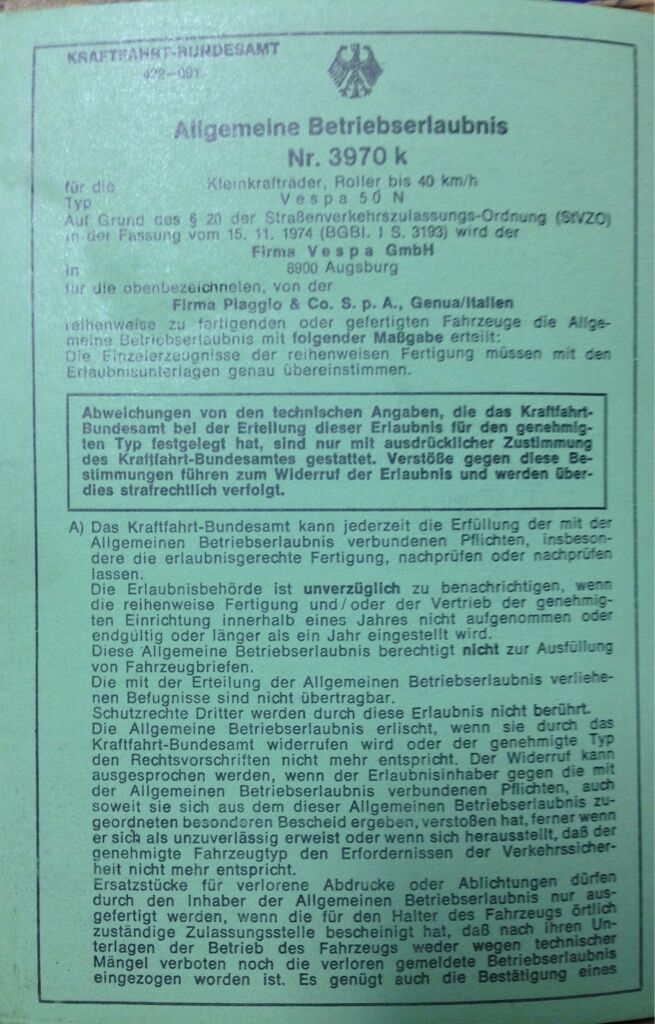 KRAFTFAHRT-BUNDESAMT
422-091
Allgemeine Betriebserlaubnis
Nr. 3970 k
für die Kleinkrafträder, Roller bis 40 km/h
Typ Vespa 50 N
Auf Grund des § 20 der Straßenverkehrszulassungs-Ordnung (StVZO)
in der Fassung vom 15. 11. 1974 (BGBl. I S. 3193) wird der
Firma Vespa GmbH
in 8900 Augsburg
für die obenbezeichneten, von der
Firma Piaggio & Co. S. p. A., Genua/Italien
reihenweise zu fertigenden oder gefertigten Fahrzeuge die Allge-
meine Betriebserlaubnis mit folgender Maßgabe erteilt:
Die Einzelerzeugnisse der reihenweisen Fertigung müssen mit den
Erlaubnisunterlagen genau übereinstimmen.
Abweichungen von den technischen Angaben, die das Kraftfahrt-
Bundesamt bei der Erteilung dieser Erlaubnis für den genehmig-
ten Typ festgelegt hat, sind nur mit ausdrücklicher Zustimmung
des Kraftfahrt-Bundesamtes gestattet. Verstöße gegen diese Be-
stimmungen führen zum Widerruf der Erlaubnis und werden über-
dies strafrechtlich verfolgt.
A) Das Kraftfahrt-Bundesamt kann jederzeit die Erfüllung der mit der
Allgemeinen Betriebserlaubnis verbundenen Pflichten, insbeson-
dere die erlaubnisgerechte Fertigung, nachprüfen oder nachprüfen
lassen.
Die Erlaubnisbehörde ist unverzüglich zu benachrichtigen, wenn
die reihenweise Fertigung und/oder der Vertrieb der genehmig-
ten Einrichtung innerhalb eines Jahres nicht aufgenommen oder
endgültig oder länger als ein Jahr eingestellt wird.
Diese Allgemeine Betriebserlaubnis berechtigt nicht zur Ausfüllung
von Fahrzeugbriefen.
Die mit der Erteilung der Allgemeinen Betriebserlaubnis verliehe-
nen Befugnisse sind nicht übertragbar.
Schutzrechte Dritter werden durch diese Erlaubnis nicht berührt.
Die Allgemeine Betriebserlaubnis erlischt, wenn sie durch das
Kraftfahrt-Bundesamt widerrufen wird oder der genehmigte Typ
den Rechtsvorschriften nicht mehr entspricht. Der Widerruf kann
ausgesprochen werden, wenn der Erlaubnisinhaber gegen die mit
der Allgemeinen Betriebserlaubnis verbundenen Pflichten, auch
soweit sie sich aus dem dieser Allgemeinen Betriebserlaubnis zu-
geordneten besonderen Bescheid ergeben, verstoßen hat, ferner wenn
er sich als unzuverlässig erweist oder wenn sich herausstellt, daß der
genehmigte Fahrzeugtyp den Erfordernissen der Verkehrssicher-
heit nicht mehr entspricht.
Ersatzstücke für verlorene Abdrucke oder Ablichtungen dürfen
durch den Inhaber der Allgemeinen Betriebserlaubnis nur aus-
gefertigt werden, wenn die für den Halter des Fahrzeugs örtlich
zuständige Zulassungsstelle bescheinigt hat, daß nach ihren Un-
terlagen der Betrieb des Fahrzeugs weder wegen technischer
Mängel verboten noch die verloren gemeldete Betriebserlaubnis
eingezogen worden ist. Es genügt auch die Bestätigung eines